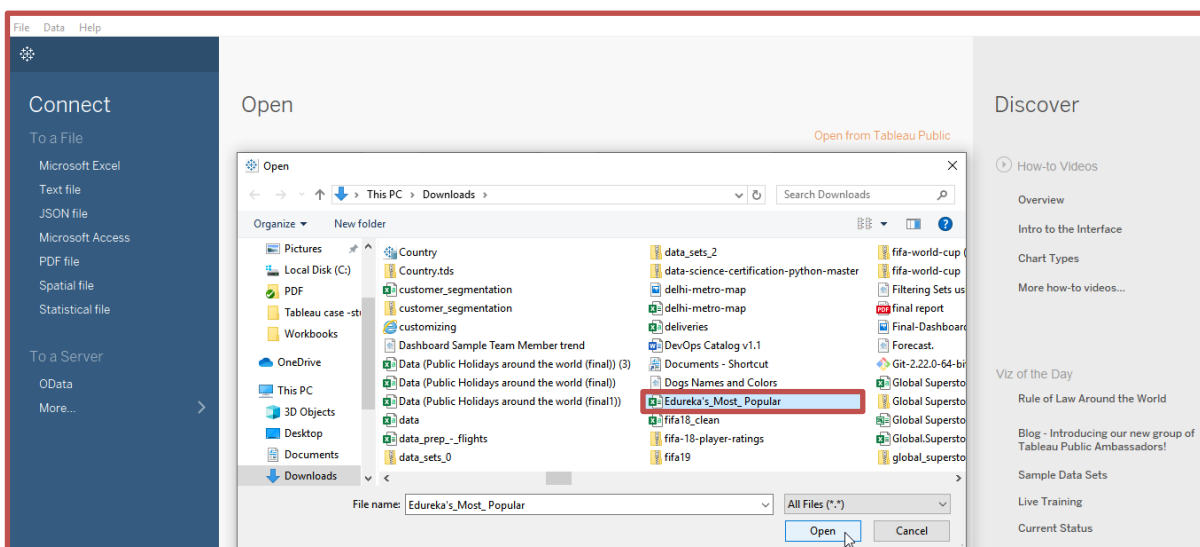 File Data Help
Connect
To a File
Microsoft Excel
Text file
JSON file
Microsoft Access
PDF file
Spatial file
Statistical file
To a Server
OData
More...
Open
Open from Tableau Public
Open
This PC > Downloads >
Search Downloads
Organize
New folder
Pictures
Local Disk (C:)
PDF
Tableau case -stu
Workbooks
OneDrive
This PC
3D Objects
Desktop
Documents
Downloads
Country
Country.tds
customer_segmentation
customer_segmentation
customizing
Dashboard Sample Team Member trend
Data (Public Holidays around the world (final)) (3)
Data (Public Holidays around the world (final))
Data (Public Holidays around the world (final1))
data
data_prep_-_flights
data_sets_0
data_sets_2
data-science-certification-python-master
delhi-metro-map
delhi-metro-map
deliveries
DevOps Catalog v1.1
Documents - Shortcut
Dogs Names and Colors
Edureka's_Most_ Popular
fifa18_clean
fifa-18-player-ratings
fifa19
fifa-world-cup (
fifa-world-cup
Filtering Sets us
final report
Final-Dashboard
Forecast.
Git-2.22.0-64-bit
Global Supersto
Global Supersto
Global Supersto
Global.Supersto
global_supersto
File name:
Edureka's_Most_ Popular
All Files (*.*)
Open
Cancel
Discover
How-to Videos
Overview
Intro to the Interface
Chart Types
More how-to videos...
Viz of the Day
Rule of Law Around the World
Blog - Introducing our new group of
Tableau Public Ambassadors!
Sample Data Sets
Live Training
Current Status